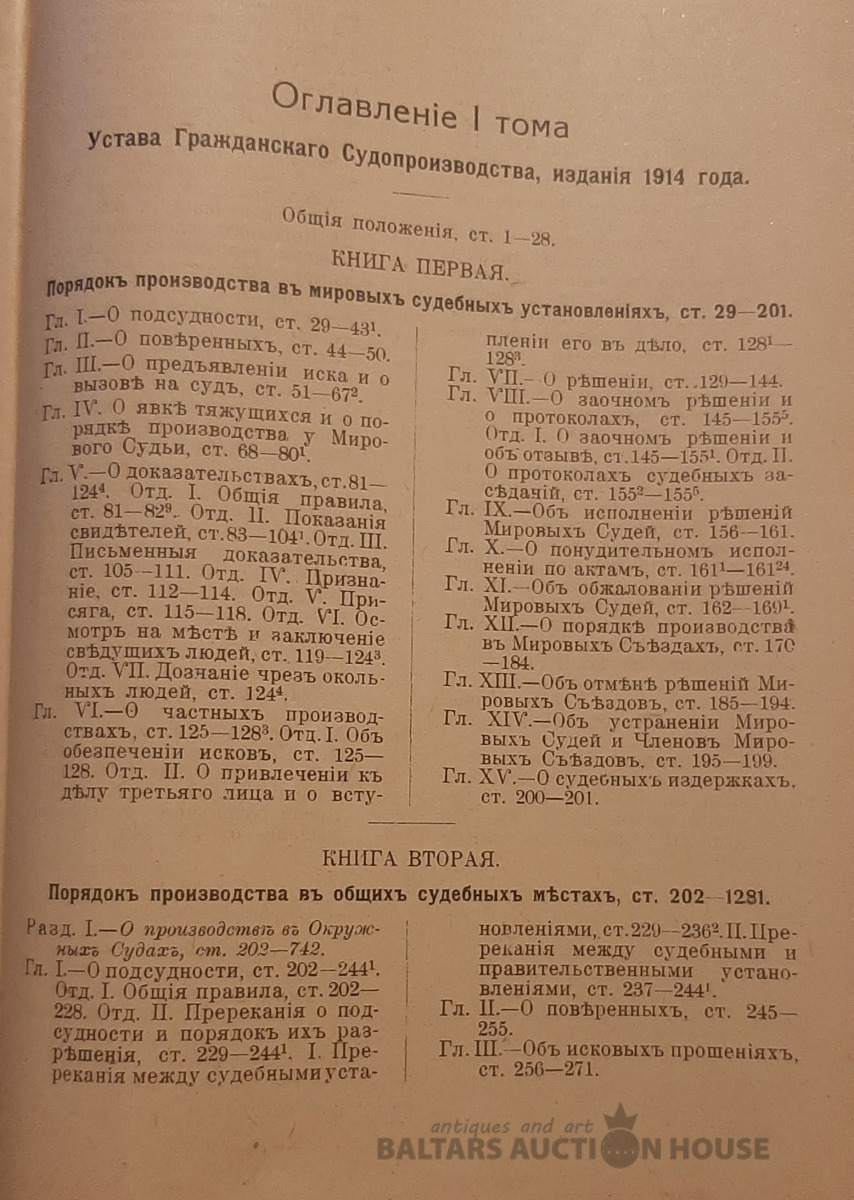 Оглавленіе I тома
Устава Гражданскаго Судопроизводства, изданія 1914 года.
Общія положенія, ст. 1—28.
КНИГА ПЕРВАЯ.
Порядокъ производства въ мировыхъ судебныхъ установленіяхъ, ст. 29—201.
Гл. I.—О подсудности, ст. 29—43¹.
Гл. II.—О повѣренныхъ, ст. 44—50.
Гл. III.—О предъявленіи иска и о
вызовѣ на судъ, ст. 51—67².
Гл. IV. О явкѣ тяжущихся и о по-
рядкѣ производства у Миро-
вого Судьи, ст. 68—80¹.
Гл. V.—О доказательствахъ, ст. 81—
124⁴. Отд. I. Общія правила,
ст. 81—82⁹. Отд. II. Показанія
свидѣтелей, ст. 83—104¹. Отд. III.
Письменныя доказательства,
ст. 105—111. Отд. IV. Призна-
ніе, ст. 112—114. Отд. V. При-
сяга, ст. 115—118. Отд. VI. Ос-
мотръ на мѣстѣ и заключеніе
свѣдущихъ людей, ст. 119—124³.
Отд. VII. Дозчаніе чрезъ околь-
ныхъ людей, ст. 124⁴.
Гл. VI.—О частныхъ производ-
ствахъ, ст. 125—128³. Отд. I. Объ
обезпеченіи исковъ, ст. 125—
128. Отд. II. О привлеченіи къ
дѣлу третьяго лица и о всту-
пленіи его въ дѣло, ст. 128¹—
128³.
Гл. VII.- О рѣшеніи, ст. 129—144.
Гл. VIII.—О заочномъ рѣшеніи и
о протоколахъ, ст. 145—155⁵.
Отд. I. О заочномъ рѣшеніи и
объ отзывѣ, ст. 145—155¹. Отд. II.
О протоколахъ судебныхъ за-
сѣданій, ст. 155²—155⁵.
Гл. IX.—Объ исполненіи рѣшеній
Мировыхъ Судей, ст. 156—161.
Гл. X.—О понудительномъ испол-
неніи по актамъ, ст. 161¹—161²⁴.
Гл. XI.—Объ обжалованіи рѣшеній
Мировыхъ Судей, ст. 162—169¹.
Гл. XII.—О порядкѣ производства
въ Мировыхъ Съѣздахъ, ст. 170
—184.
Гл. XIII.—Объ отмѣнѣ рѣшеній Ми-
ровыхъ Съѣздовъ, ст. 185—194.
Гл. XIV.—Объ устраненіи Миро-
выхъ Судей и Членовъ Миро-
выхъ Съѣздовъ, ст. 195—199.
Гл. XV.—О судебныхъ издержкахъ,
ст. 200—201.
КНИГА ВТОРАЯ.
Порядокъ производства въ общихъ судебныхъ мѣстахъ, ст. 202—1281.
Разд. I.—О производствѣ въ Окруж-
ныхъ Судахъ, ст. 202—742.
Гл. I.—О подсудности, ст. 202—244¹.
Отд. I. Общія правила, ст. 202—
228. Отд. II. Пререканія о под-
судности и порядокъ ихъ раз-
рѣшенія, ст. 229—244¹. I. Пре-
реканія между судебными уста-
новленіями, ст. 229—236². II. Пре-
реканія между судебными и
правительственными устано-
вленіями, ст. 237—244¹.
Гл. II.—О повѣренныхъ, ст. 245—
255.
Гл. III.—Объ исковыхъ прошеніяхъ,
ст. 256—271.
antiques and art
BALTARS AUCTION HOUSE